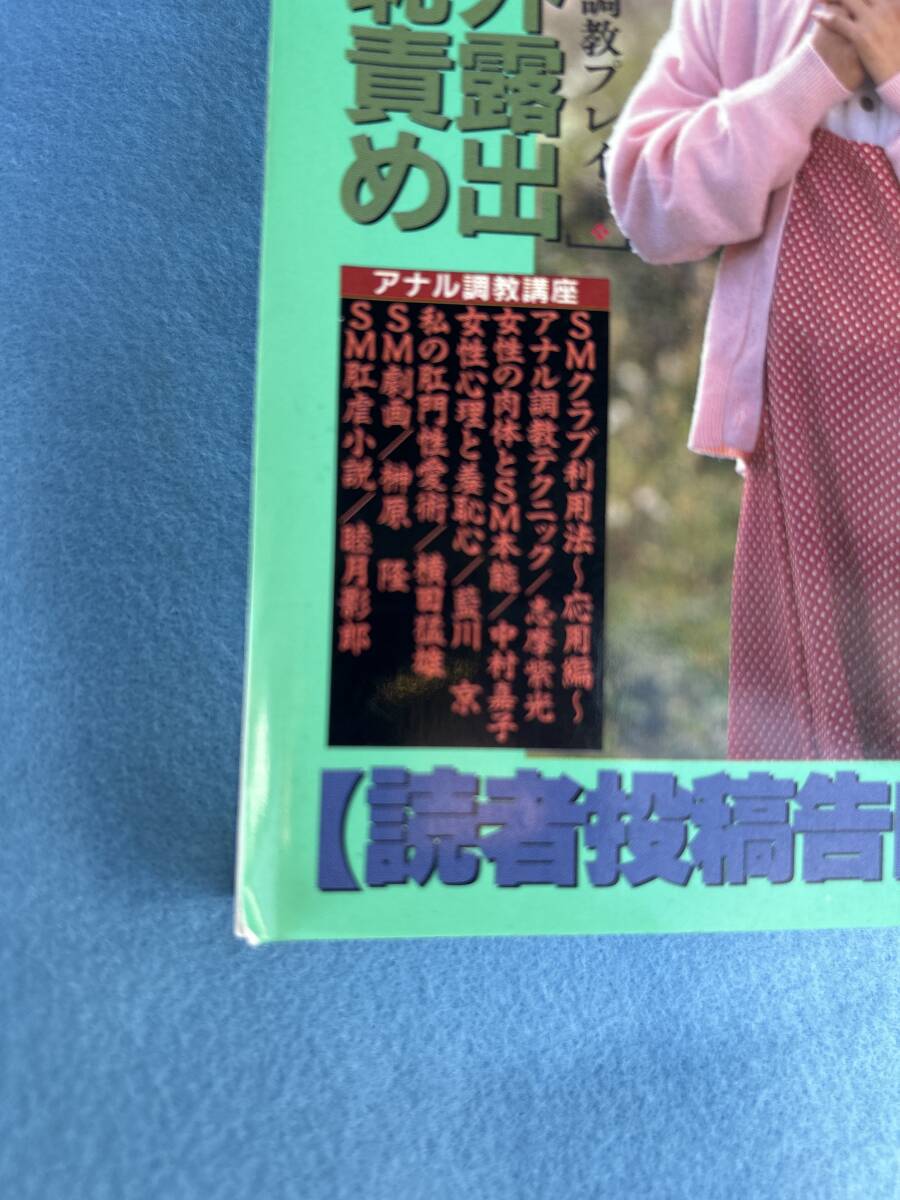 調教プレイ
外露出
恥責め
アナル調教講座
SMクラブ利用法〜応用編〜
アナル調教テクニック／志摩紫光
女性の肉体とSM本能／中村嘉子
女性心理と羞恥心／藍川 京
私の肛門性愛術／横田猛雄
SM劇画／榊原 隆
SM肛虐小説／睦月影郎
【読者投稿告